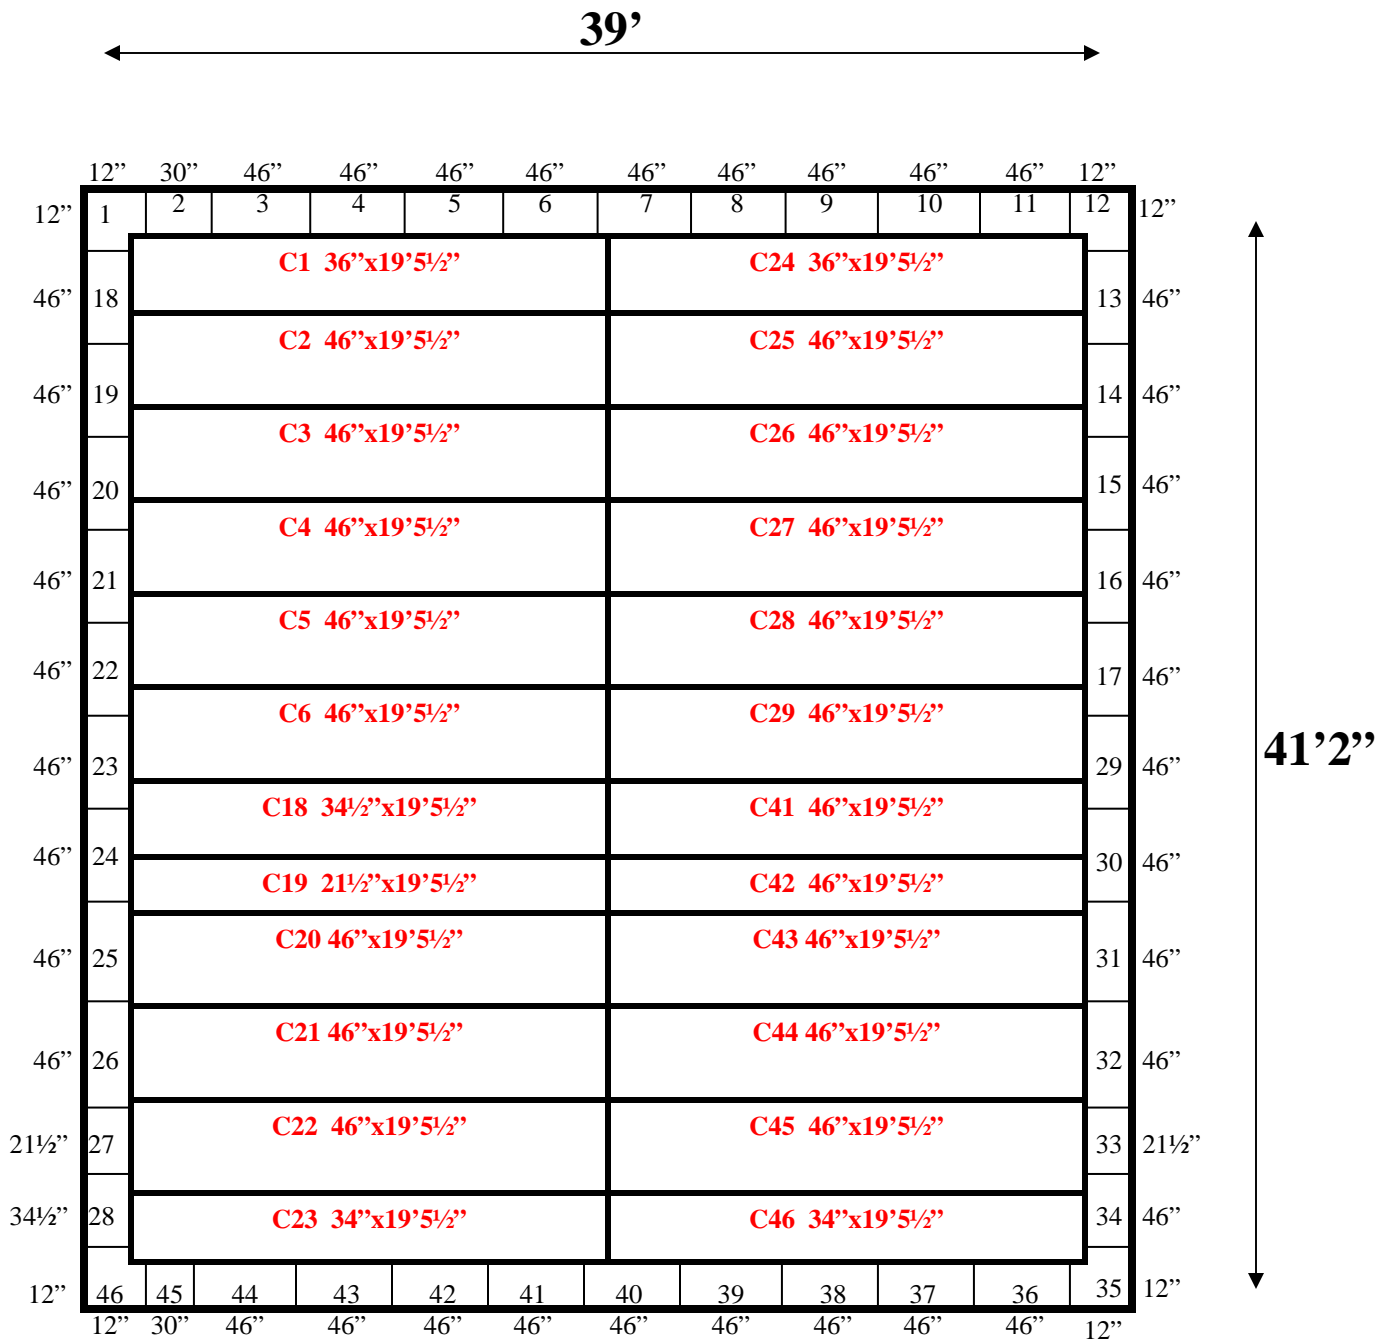 39’
12” 30” 46” 46” 46” 46” 46” 46” 46” 46” 46” 12”
12” 1 2 3 4 5 6 7 8 9 10 11 12 12”
C1 36”x19’5½” C24 36”x19’5½”
46” 18 13 46”
C2 46”x19’5½” C25 46”x19’5½”
46” 19 14 46”
C3 46”x19’5½” C26 46”x19’5½”
46” 20 15 46”
C4 46”x19’5½” C27 46”x19’5½”
46” 21 16 46”
C5 46”x19’5½” C28 46”x19’5½”
46” 22 17 46”
C6 46”x19’5½” C29 46”x19’5½”
41’2”
46” 23 29 46”
C18 34½”x19’5½” C41 46”x19’5½”
46” 24 30 46”
C19 21½”x19’5½” C42 46”x19’5½”
C20 46”x19’5½” C43 46”x19’5½”
46” 25 31 46”
C21 46”x19’5½” C44 46”x19’5½”
46” 26 32 46”
C22 46”x19’5½” C45 46”x19’5½”
21½” 27 33 21½”
34½” 28 C23 34”x19’5½” C46 34”x19’5½” 34 46”
12” 46 45 44 43 42 41 40 39 38 37 36 35 12”
12” 30” 46” 46” 46” 46” 46” 46” 46” 46” 46” 12”